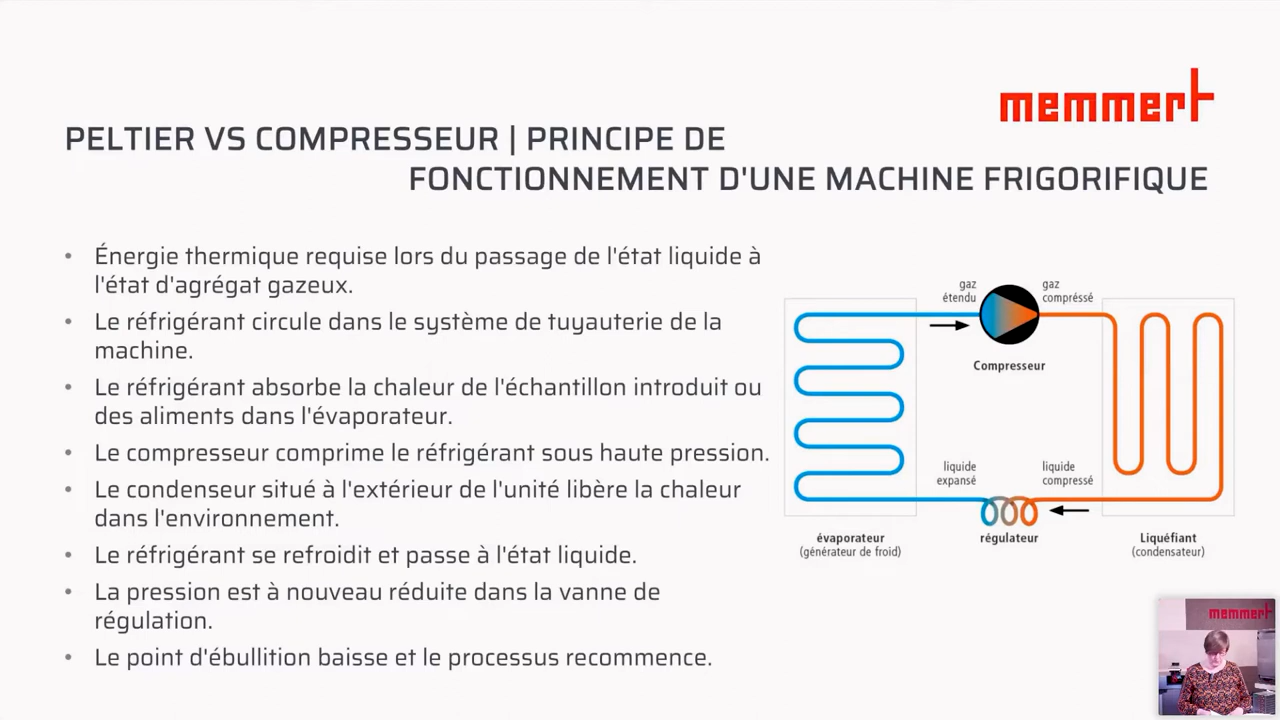 memmert
PELTIER VS COMPRESSEUR | PRINCIPE DE
FONCTIONNEMENT D'UNE MACHINE FRIGORIFIQUE
• Énergie thermique requise lors du passage de l'état liquide à
l'état d'agrégat gazeux.
• Le réfrigérant circule dans le système de tuyauterie de la
machine.
• Le réfrigérant absorbe la chaleur de l'échantillon introduit ou
des aliments dans l'évaporateur.
• Le compresseur comprime le réfrigérant sous haute pression.
• Le condenseur situé à l'extérieur de l'unité libère la chaleur
dans l'environnement.
• Le réfrigérant se refroidit et passe à l'état liquide.
• La pression est à nouveau réduite dans la vanne de
régulation.
• Le point d'ébullition baisse et le processus recommence.
gaz
étendu
gaz
compréssé
Compresseur
liquide
expansé
liquide
compressé
évaporateur
(générateur de froid)
régulateur
Liquéfiant
(condensateur)
memmert